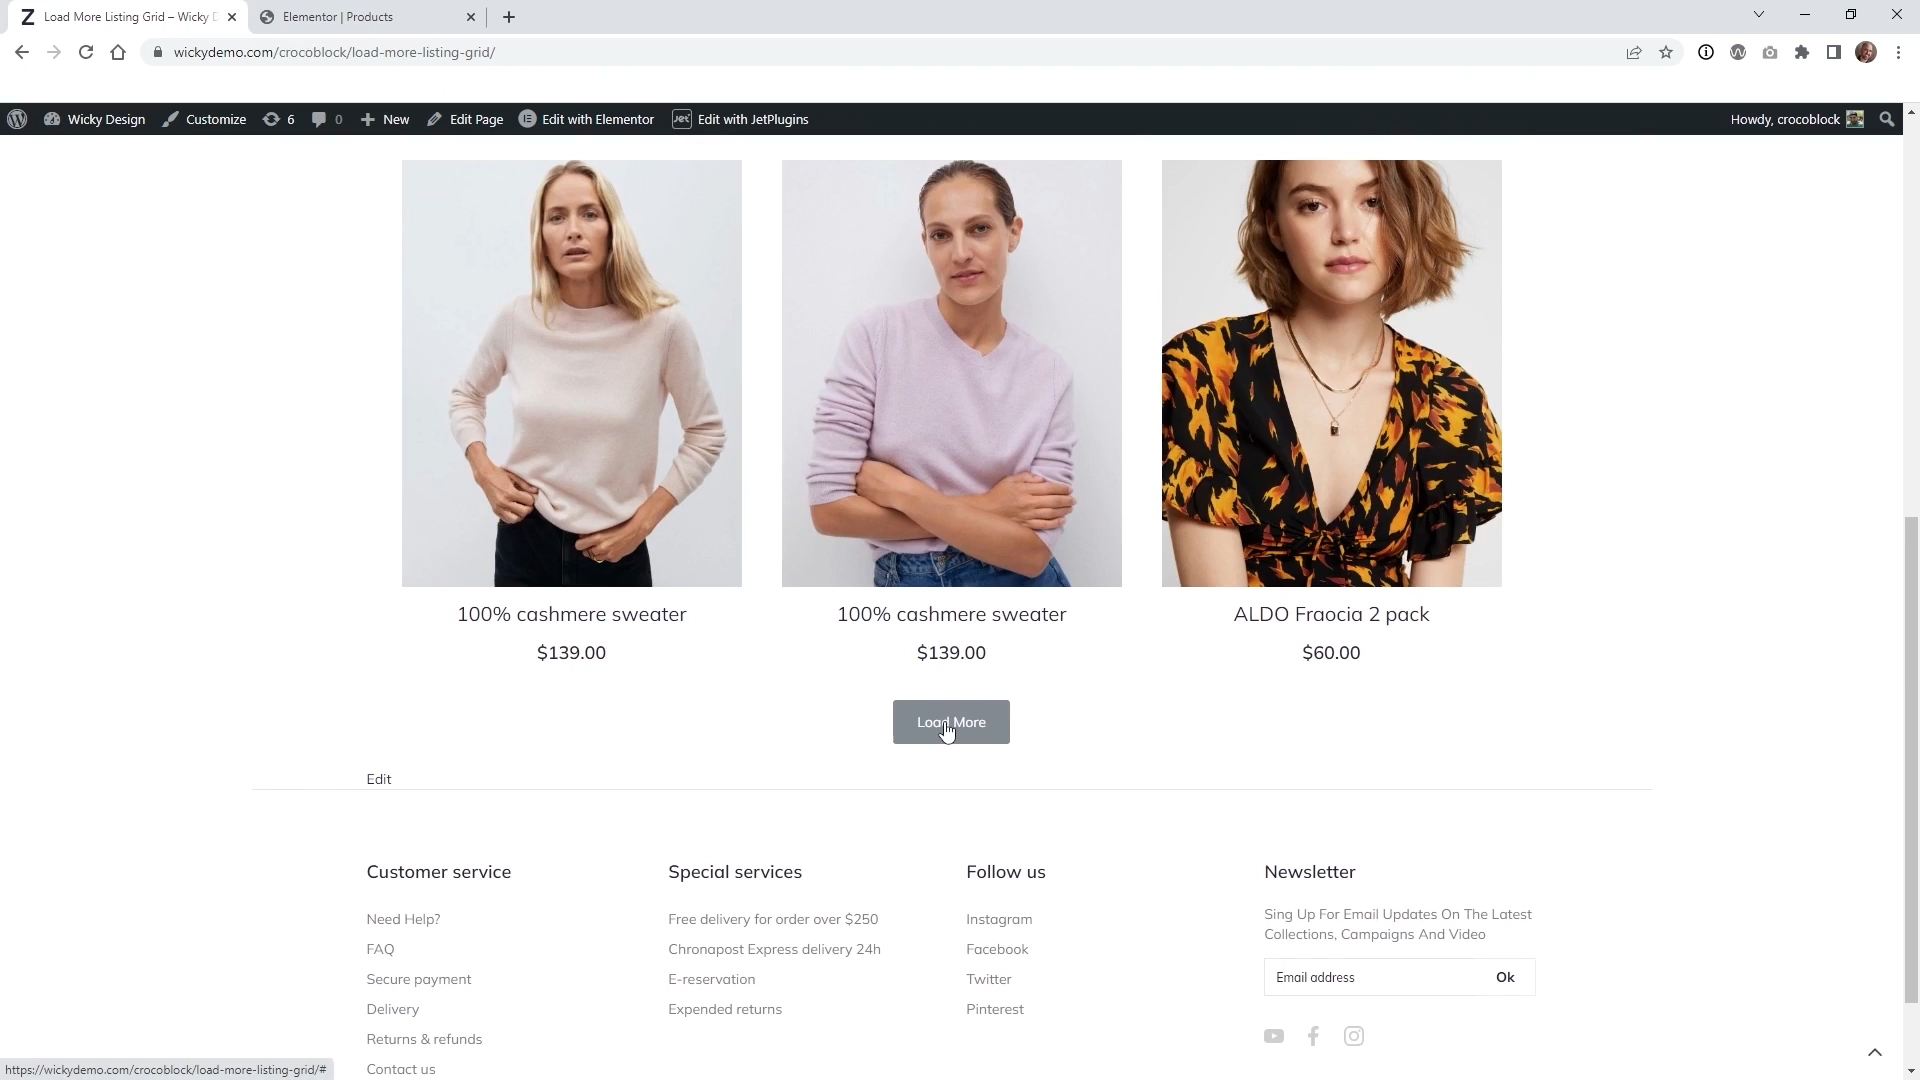 Load More Listing Grid – Wicky D
Elementor | Products
wickydemo.com/crocoblock/load-more-listing-grid/
Wicky Design
Customize
6
0
New
Edit Page
Edit with Elementor
Jet Edit with JetPlugins
Howdy, crocoblock
100% cashmere sweater
$139.00
100% cashmere sweater
$139.00
ALDO Fraocia 2 pack
$60.00
Load More
Edit
Customer service
Need Help?
FAQ
Secure payment
Delivery
Returns & refunds
Contact us
Special services
Free delivery for order over $250
Chronapost Express delivery 24h
E-reservation
Expended returns
Follow us
Instagram
Facebook
Twitter
Pinterest
Newsletter
Sing Up For Email Updates On The Latest
Collections, Campaigns And Video
Email address
Ok
https://wickydemo.com/crocoblock/load-more-listing-grid/#